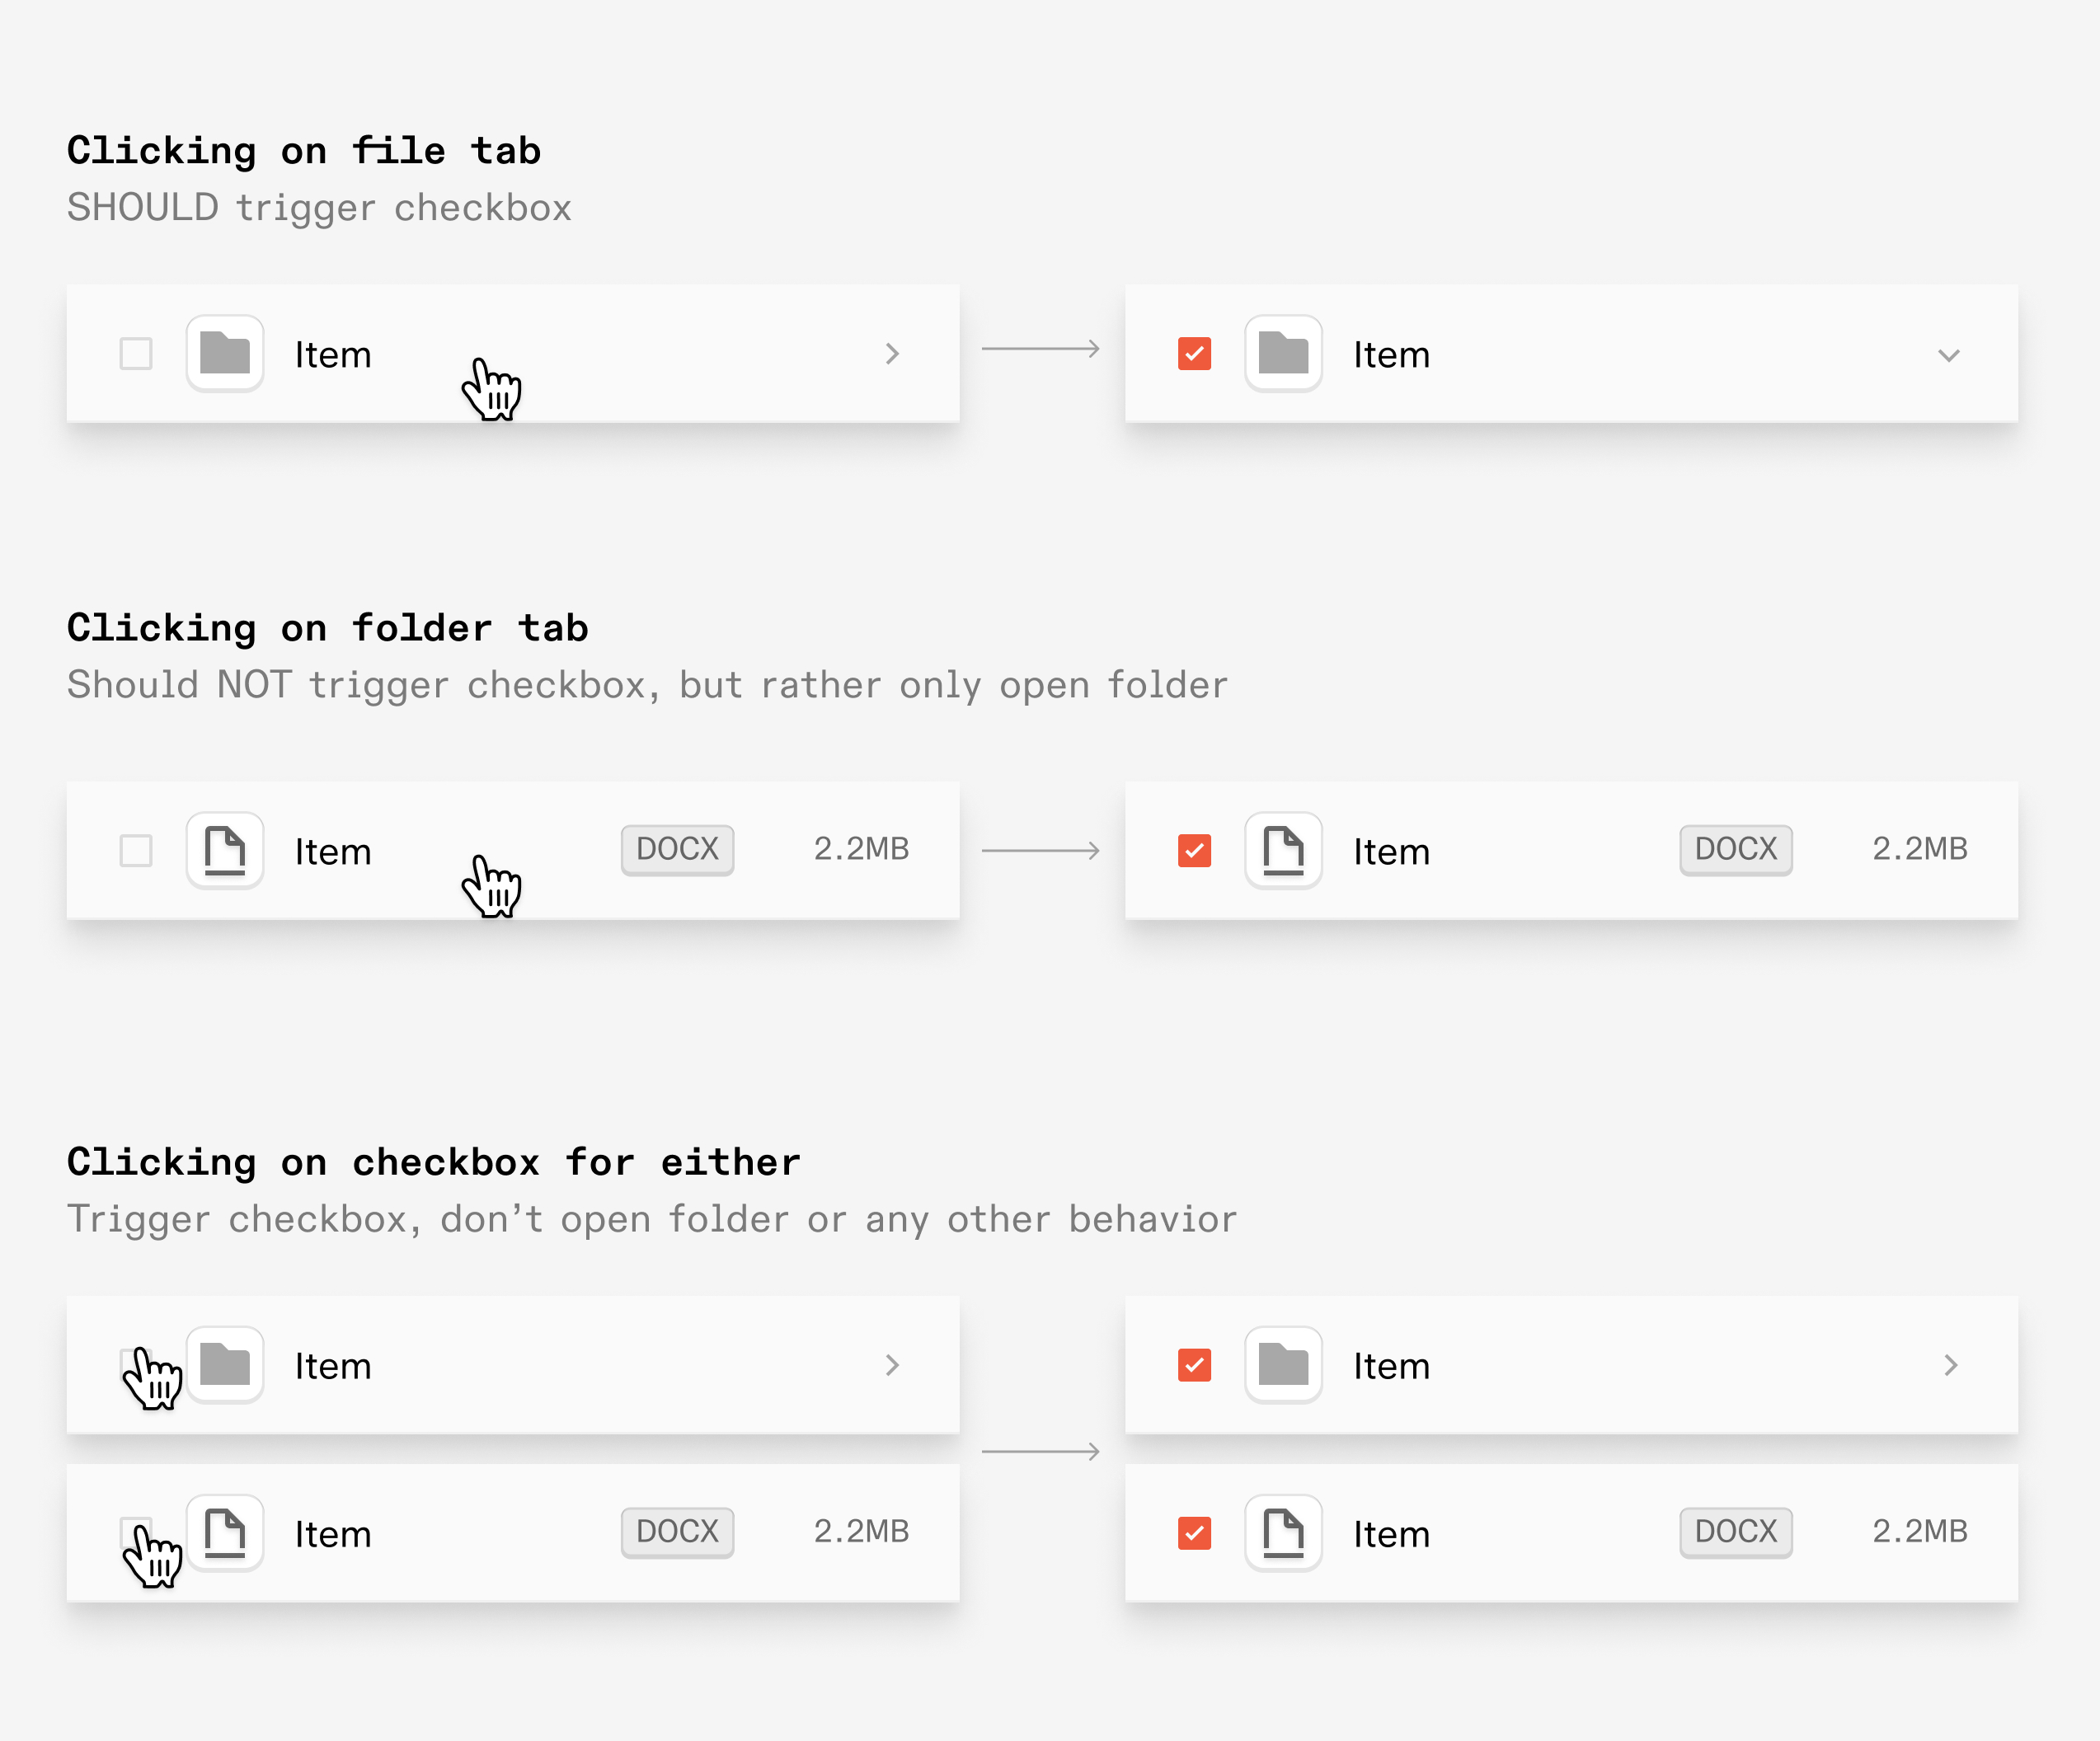 Clicking on file tab
SHOULD trigger checkbox
Item
Item
Clicking on folder tab
Should NOT trigger checkbox, but rather only open folder
Item DOCX 2.2MB
Item DOCX 2.2MB
Clicking on checkbox for either
Trigger checkbox, don’t open folder or any other behavior
Item
Item
Item DOCX 2.2MB
Item DOCX 2.2MB